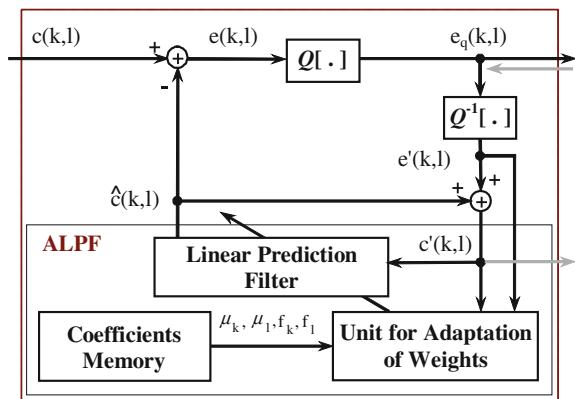 c(k,l)
+
e(k,l)
Q[.]
e_q(k,l)
+
-
Q⁻¹[.]
e'(k,l)
ĉ(k,l)
+
+
+
ALPF
c'(k,l)
Linear Prediction
Filter
Coefficients
Memory
μ_k, μ_l, f_k, f_l
Unit for Adaptation
of Weights